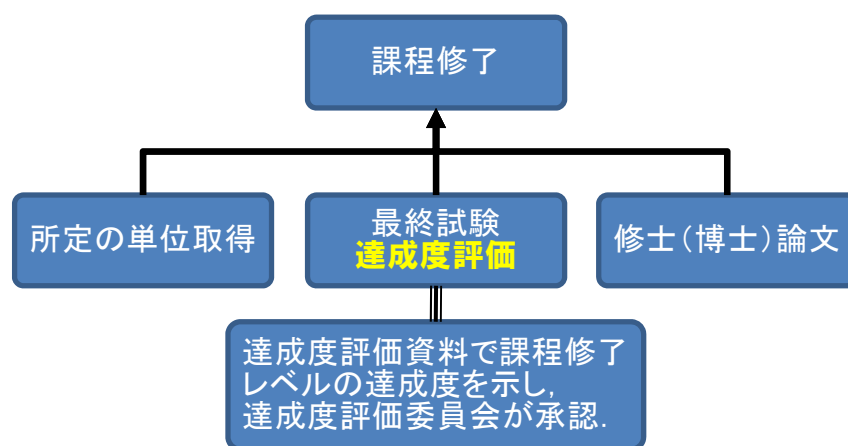 課程修了
所定の単位取得
最終試験
達成度評価
修士(博士)論文
達成度評価資料で課程修了
レベルの達成度を示し,
達成度評価委員会が承認.